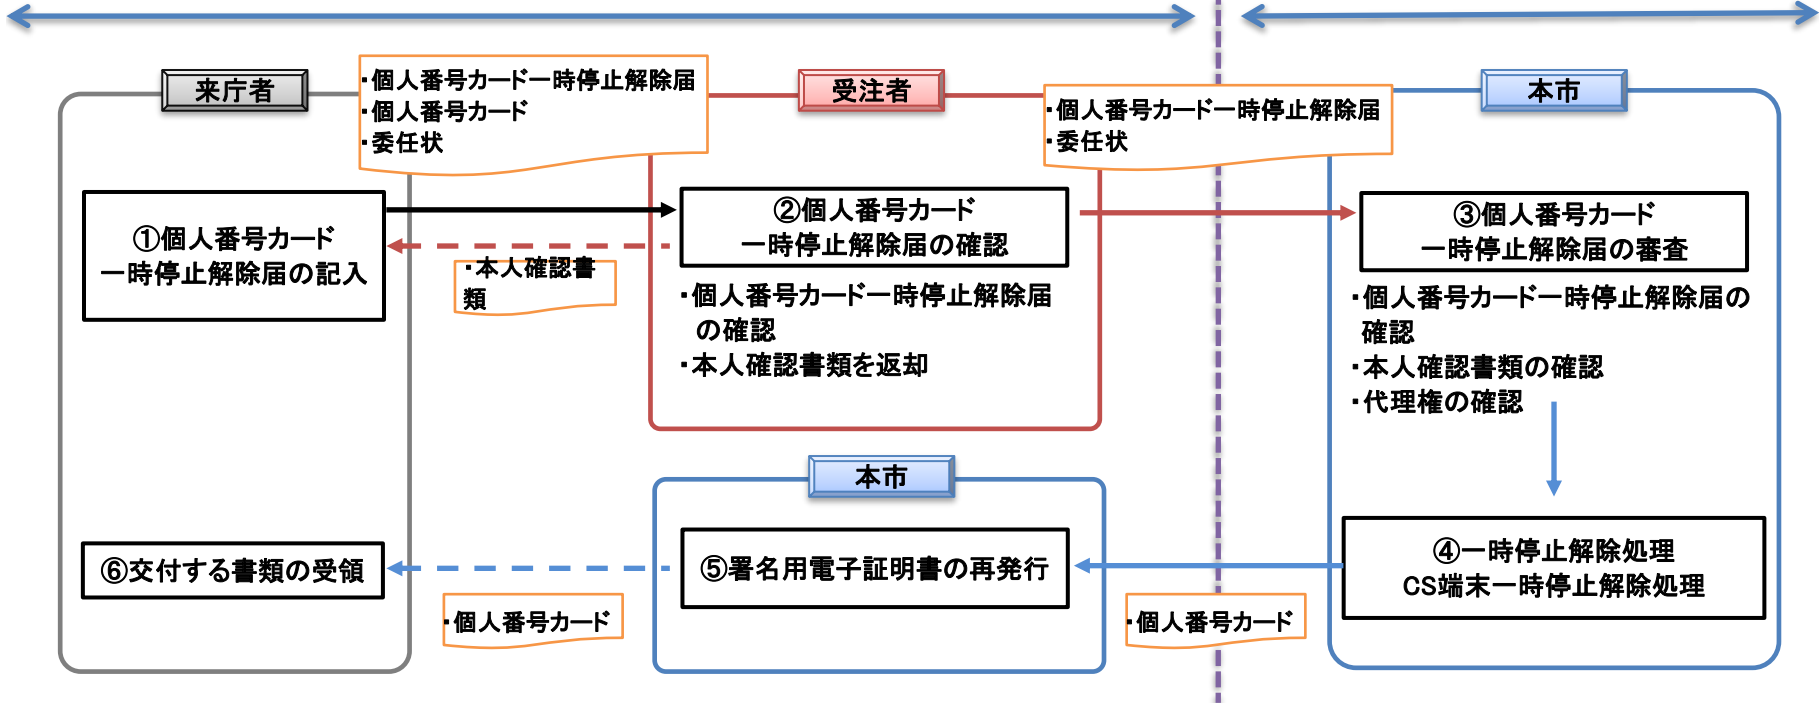 来庁者
・個人番号カード一時停止解除届
・個人番号カード
・委任状
受注者
・個人番号カード一時停止解除届
・委任状
本市
①個人番号カード
一時停止解除届の記入
②個人番号カード
一時停止解除届の確認
③個人番号カード
一時停止解除届の審査
・本人確認書
類
・個人番号カード一時停止解除届
の確認
・本人確認書類を返却
・個人番号カード一時停止解除届の
確認
・本人確認書類の確認
・代理権の確認
本市
⑥交付する書類の受領
⑤署名用電子証明書の再発行
④一時停止解除処理
CS端末一時停止解除処理
・個人番号カード
・個人番号カード